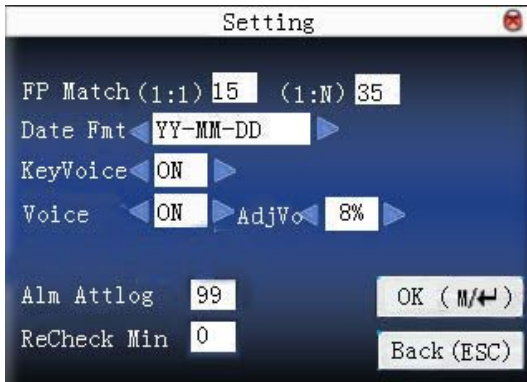 Setting
FP Match (1:1) 15 (1:N) 35
Date Fmt YY-MM-DD
KeyVoice ON
Voice ON AdjVo 8%
Alm Attlog 99 OK (M/↵)
ReCheck Min 0
Back (ESC)